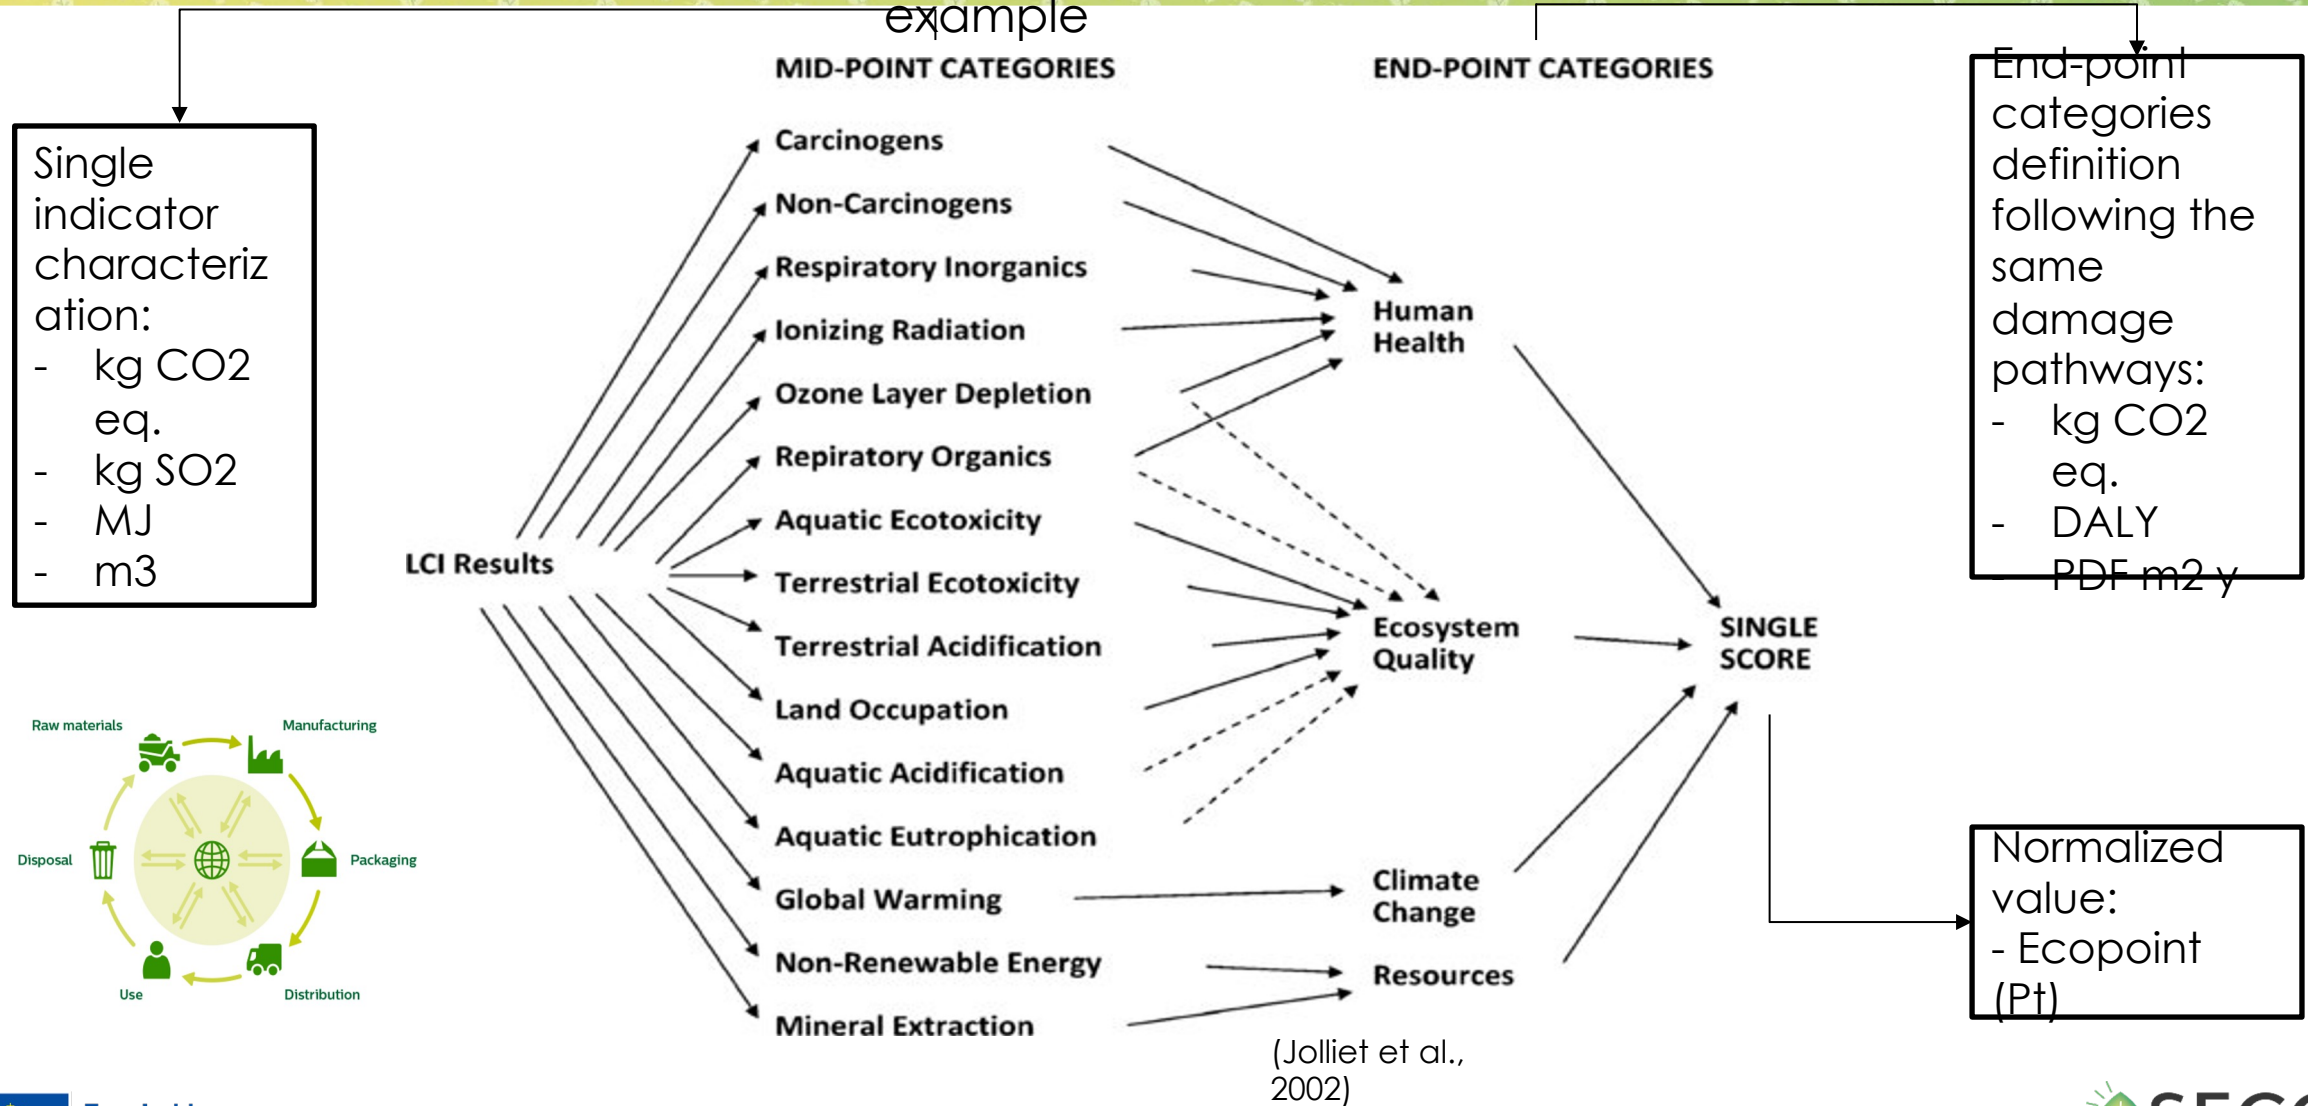 example
MID-POINT CATEGORIES
END-POINT CATEGORIES
Single
indicator
characteriz
ation:
- kg CO2
eq.
- kg SO2
- MJ
- m3
LCI Results
Carcinogens
Non-Carcinogens
Respiratory Inorganics
Ionizing Radiation
Ozone Layer Depletion
Repiratory Organics
Aquatic Ecotoxicity
Terrestrial Ecotoxicity
Terrestrial Acidification
Land Occupation
Aquatic Acidification
Aquatic Eutrophication
Global Warming
Non-Renewable Energy
Mineral Extraction
Human
Health
Ecosystem
Quality
Climate
Change
Resources
SINGLE
SCORE
End-point
categories
definition
following the
same
damage
pathways:
- kg CO2
eq.
- DALY
- PDF m2 y
Normalized
value:
- Ecopoint
(Pt)
Raw materials
Manufacturing
Packaging
Distribution
Use
Disposal
(Jolliet et al.,
2002)